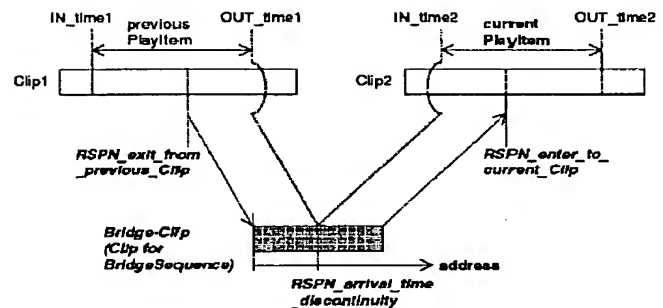 IN_time1
previous
PlayItem
OUT_time1
IN_time2
current
PlayItem
OUT_time2
Clip1
Clip2
RSPN_exit_from
_previous_Clip
RSPN_enter_to_
current_Clip
Bridge-Clip
(Clip for
BridgeSequence)
address
RSPN_arrival_time
_discontinuity